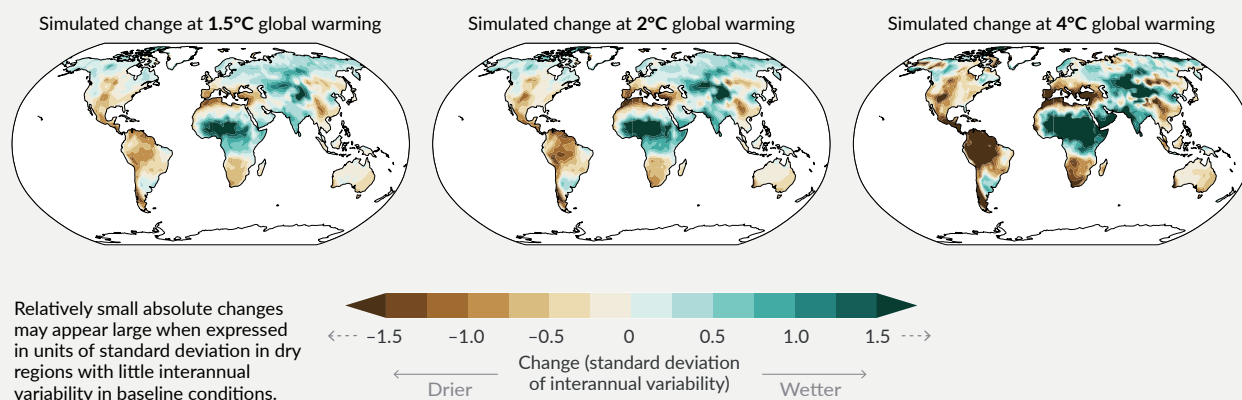 Simulated change at 1.5°C global warming
Simulated change at 2°C global warming
Simulated change at 4°C global warming
Relatively small absolute changes
may appear large when expressed
in units of standard deviation in dry
regions with little interannual
variability in baseline conditions.
−1.5 −1.0 −0.5 0 0.5 1.0 1.5
Change (standard deviation
of interannual variability)
Drier
Wetter